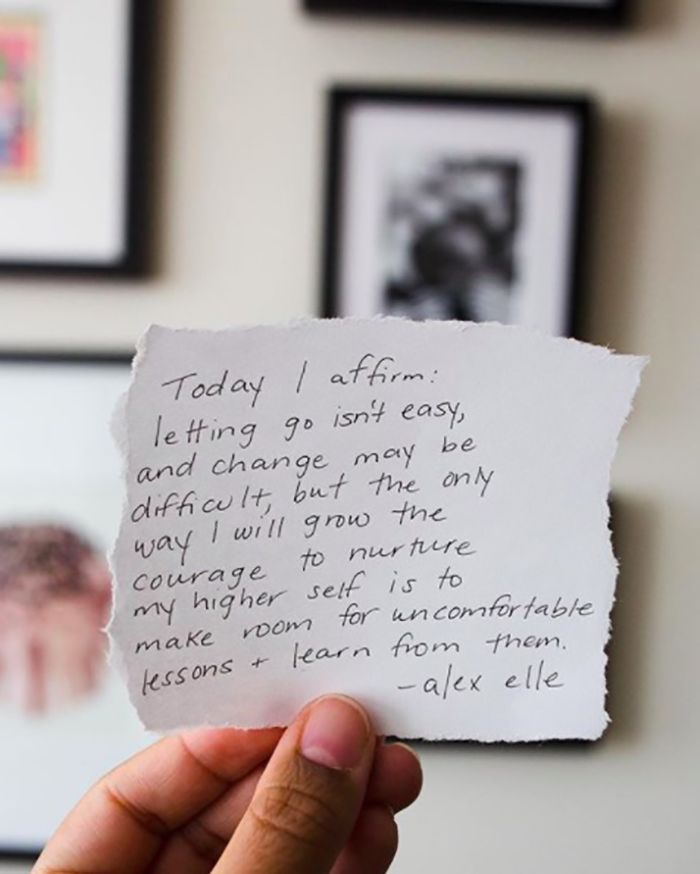 Today I affirm:
letting go isn't easy,
and change may be
difficult, but the only
way I will grow the
courage to nurture
my higher self is to
make room for uncomfortable
lessons + learn from them.
-alex elle